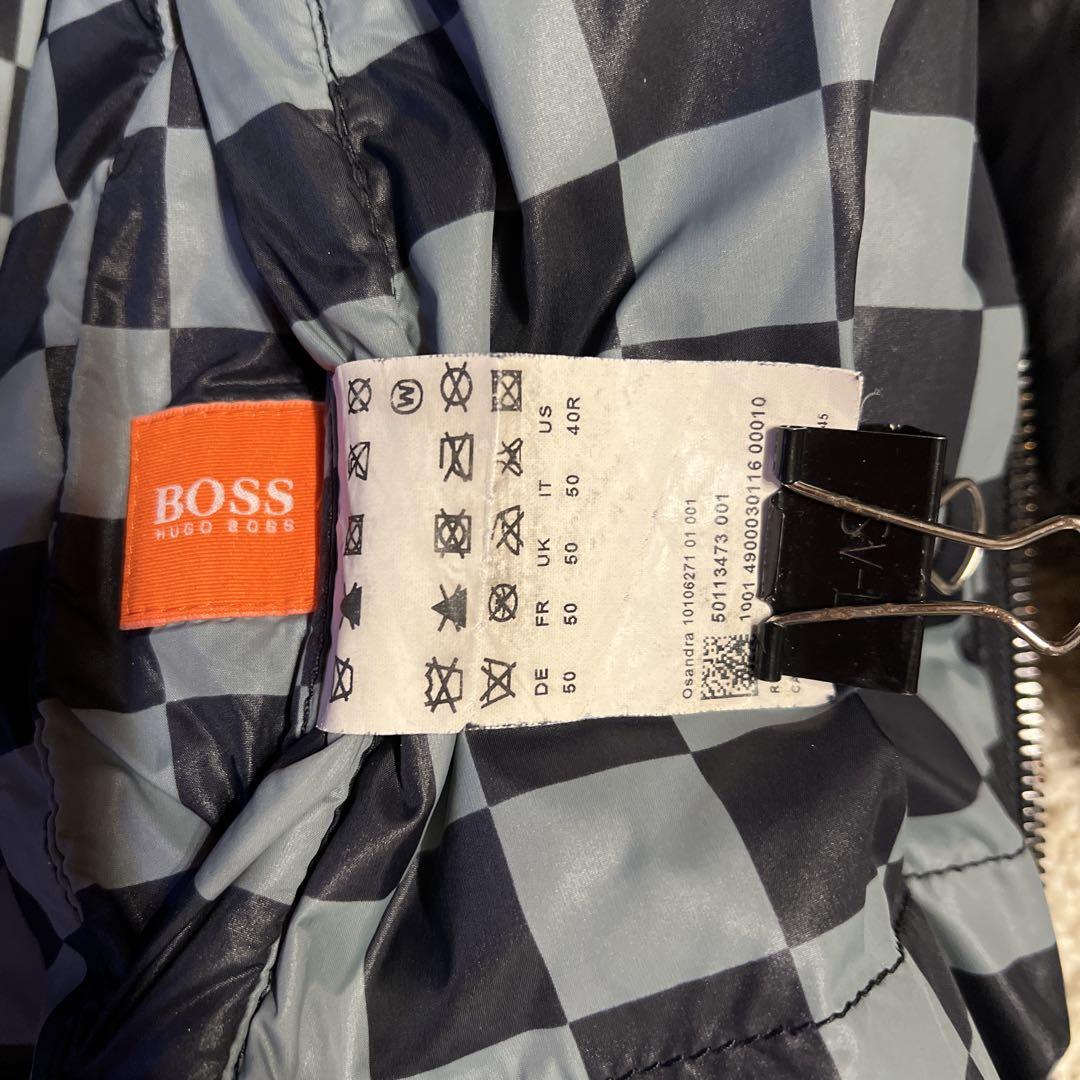 BOSS
HUGO BOSS
W
DE FR UK IT US
50 50 50 50 40R
Osandra 10106271 01 001
50113473 001
1001 4900030116 00010